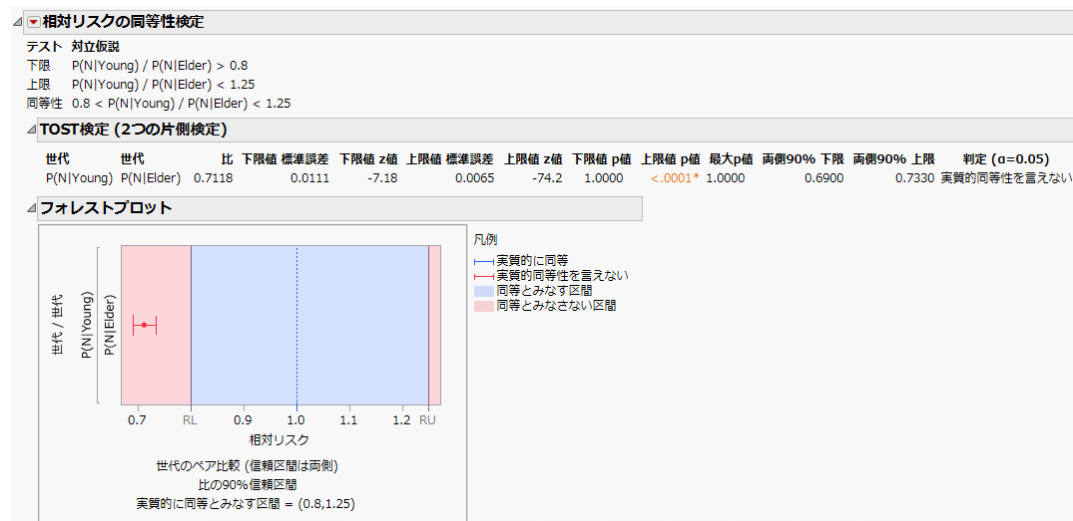 相対リスクの同等性検定
テスト 対立仮説
下限 P(N|Young) / P(N|Elder) > 0.8
上限 P(N|Young) / P(N|Elder) < 1.25
同等性 0.8 < P(N|Young) / P(N|Elder) < 1.25
TOST検定 (2つの片側検定)
世代 世代 比 下限値 標準誤差 下限値 z値 上限値 標準誤差 上限値 z値 下限値 p値 上限値 p値 最大p値 両側90% 下限 両側90% 上限 判定 (α=0.05)
P(N|Young) P(N|Elder) 0.7118 0.0111 -7.18 0.0065 -74.2 1.0000 <.0001* 1.0000 0.6900 0.7330 実質的同等性を言えない
フォレストプロット
世代 / 世代
P(N|Young)
P(N|Elder)
0.7 RL 0.9 1.0 1.1 1.2 RU
相対リスク
世代のペア比較 (信頼区間は両側)
比の90%信頼区間
実質的に同等とみなす区間 = (0.8,1.25)
凡例
実質的に同等
実質的同等性を言えない
同等とみなす区間
同等とみなさない区間